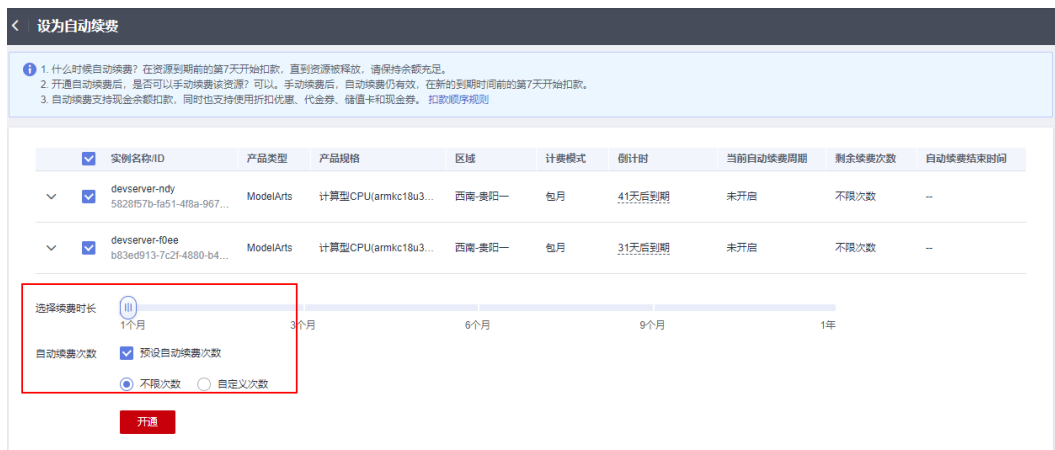 设为自动续费
1. 什么时候自动续费？在资源到期前的第7天开始扣款，直到资源被释放，请保持余额充足。
2. 开通自动续费后，是否可以手动续费该资源？可以。手动续费后，自动续费仍有效，在新的到期时间前的第7天开始扣款。
3. 自动续费支持现金余额扣款，同时也支持使用折扣优惠、代金券、储值卡和现金券。 扣款顺序规则
实例名称/ID 产品类型 产品规格 区域 计费模式 倒计时 当前自动续费周期 剩余续费次数 自动续费结束时间
devserver-ndy
5828f57b-fa51-4f8a-967... ModelArts 计算型CPU(armkc18u3... 西南-贵阳一 包月 41天后到期 未开启 不限次数 --
devserver-f0ee
b83ed913-7c2f-4880-b4... ModelArts 计算型CPU(armkc18u3... 西南-贵阳一 包月 31天后到期 未开启 不限次数 --
选择续费时长
1个月 3个月 6个月 9个月 1年
自动续费次数 预设自动续费次数
不限次数 自定义次数
开通